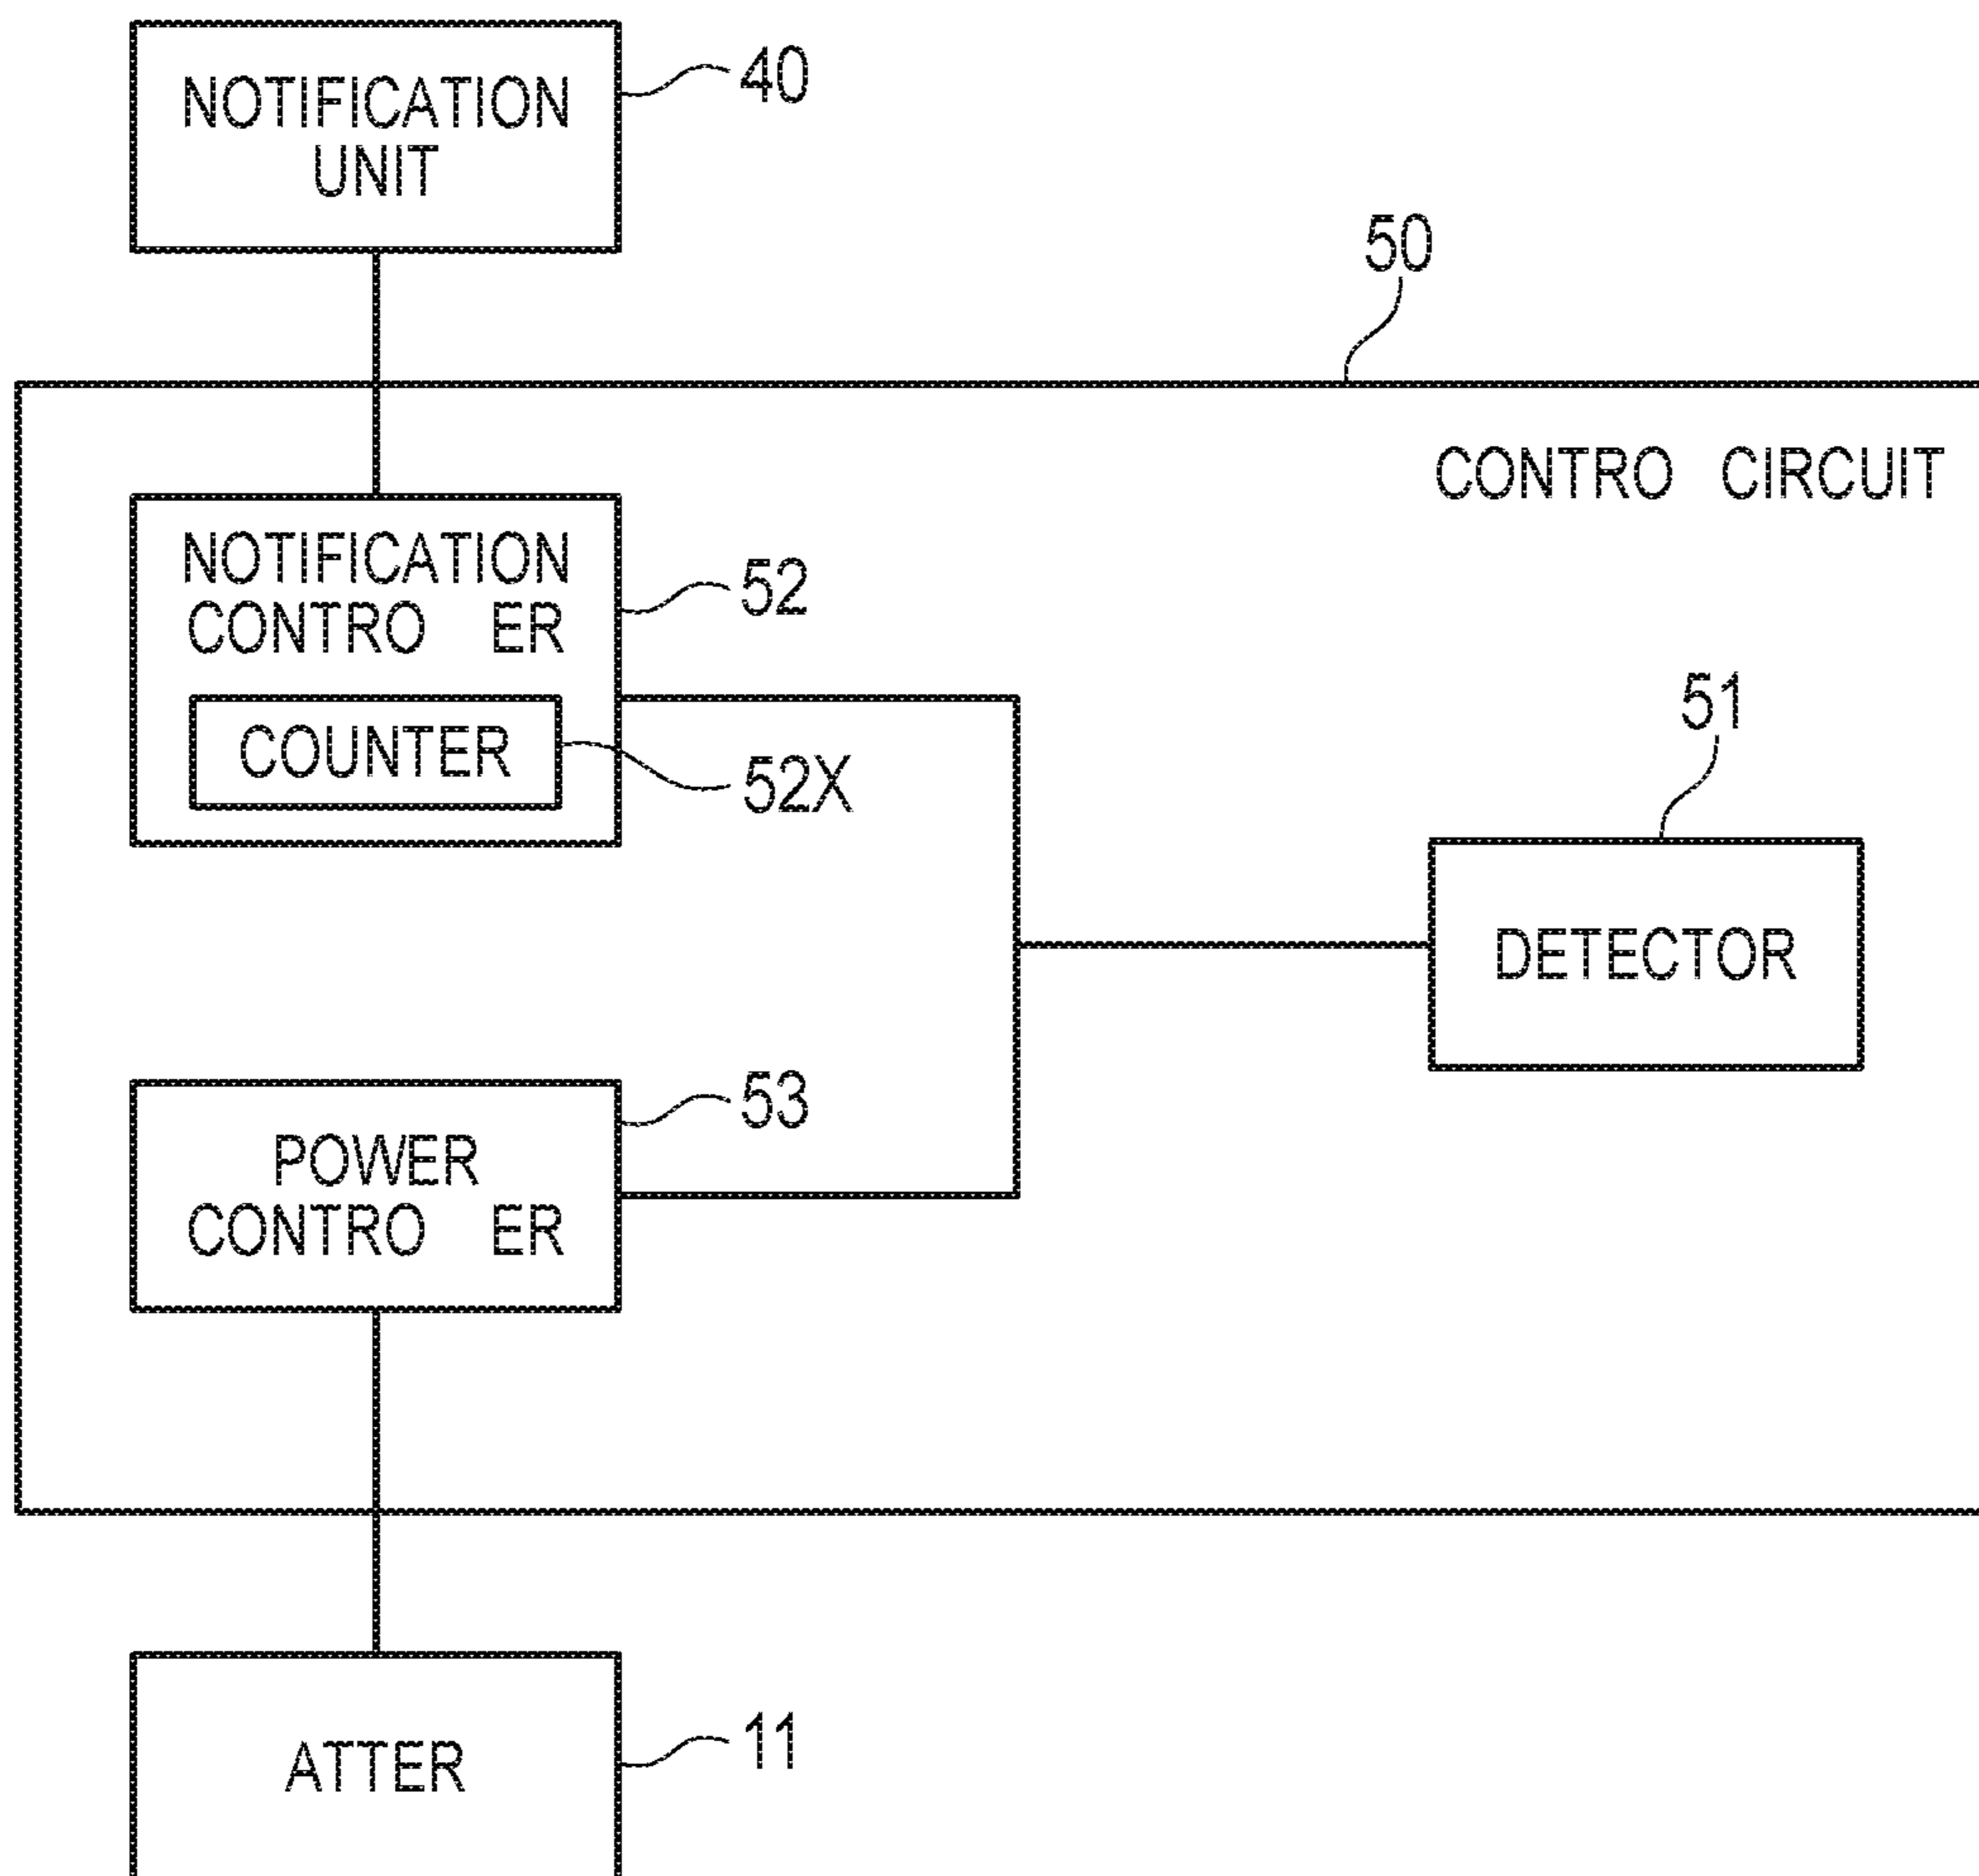 NOTIFICATION
UNIT
40
50
CONTRO CIRCUIT
NOTIFICATION
CONTRO ER
52
COUNTER
52X
51
DETECTOR
53
POWER
CONTRO ER
ATTER
11